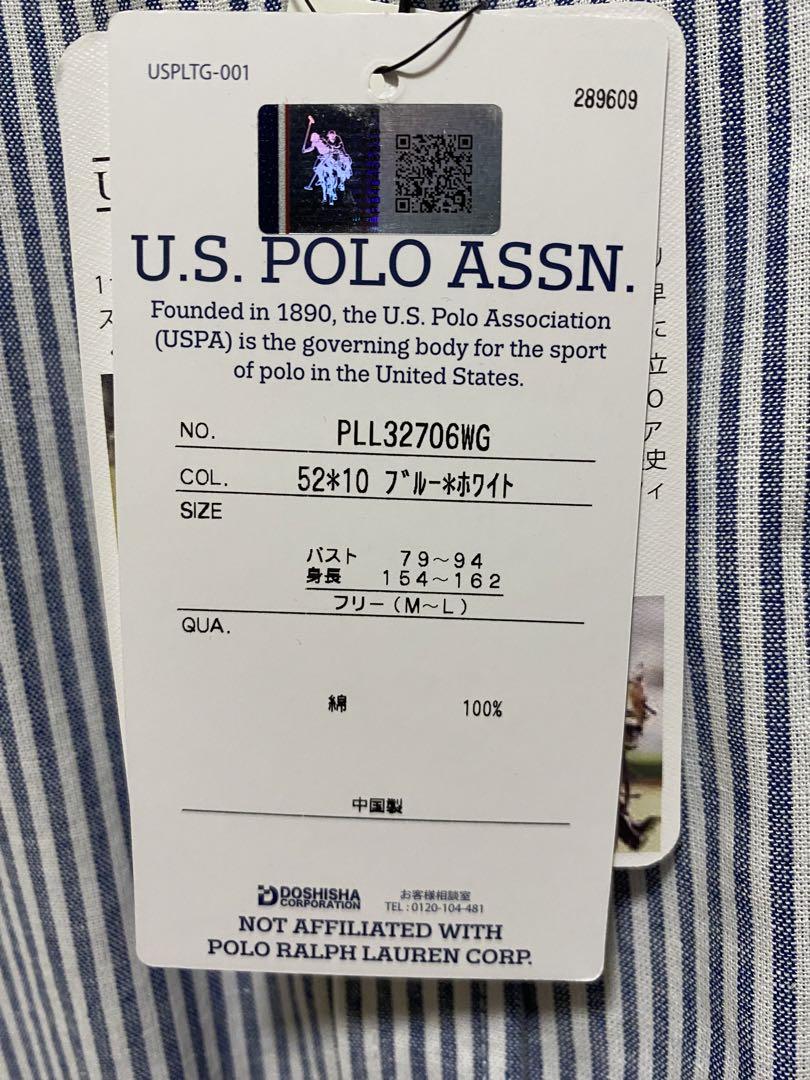 USPLTG-001
289609
U.S. POLO ASSN.
Founded in 1890, the U.S. Polo Association
(USPA) is the governing body for the sport
of polo in the United States.
NO. PLL32706WG
COL. 52*10 ﾌﾞﾙｰ*ﾎﾜｲﾄ
SIZE
バスト 79～94
身長 154～162
フリー(M～L)
QUA.
綿 100%
中国製
DOSHISHA
CORPORATION
お客様相談室
TEL : 0120-104-481
NOT AFFILIATED WITH
POLO RALPH LAUREN CORP.